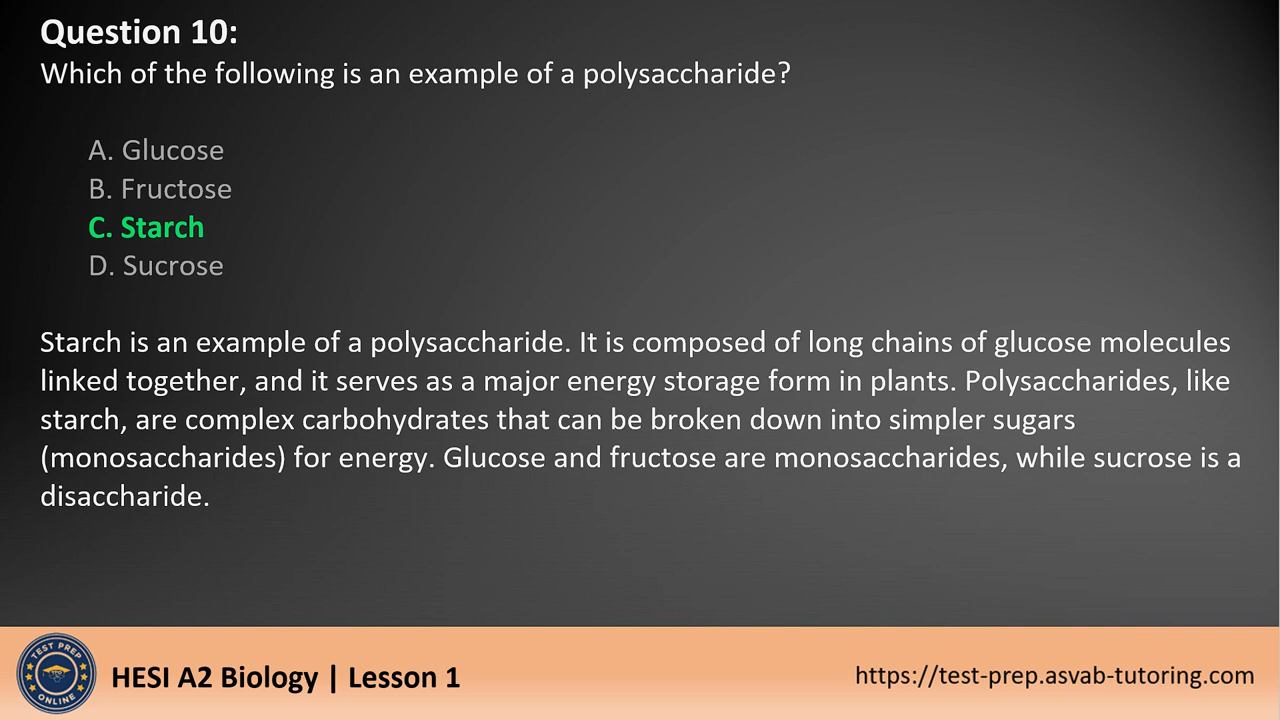 Question 10:
Which of the following is an example of a polysaccharide?
A. Glucose
B. Fructose
C. Starch
D. Sucrose
Starch is an example of a polysaccharide. It is composed of long chains of glucose molecules
linked together, and it serves as a major energy storage form in plants. Polysaccharides, like
starch, are complex carbohydrates that can be broken down into simpler sugars
(monosaccharides) for energy. Glucose and fructose are monosaccharides, while sucrose is a
disaccharide.
TEST PREP
ONLINE
HESI A2 Biology | Lesson 1
https://test-prep.asvab-tutoring.com